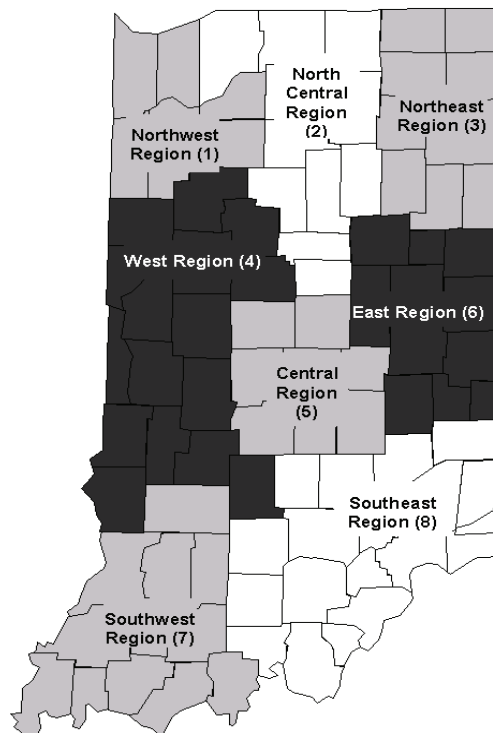 North
Central
Region
(2)
Northeast
Region (3)
Northwest
Region (1)
West Region (4)
East Region (6)
Central
Region
(5)
Southeast
Region (8)
Southwest
Region (7)